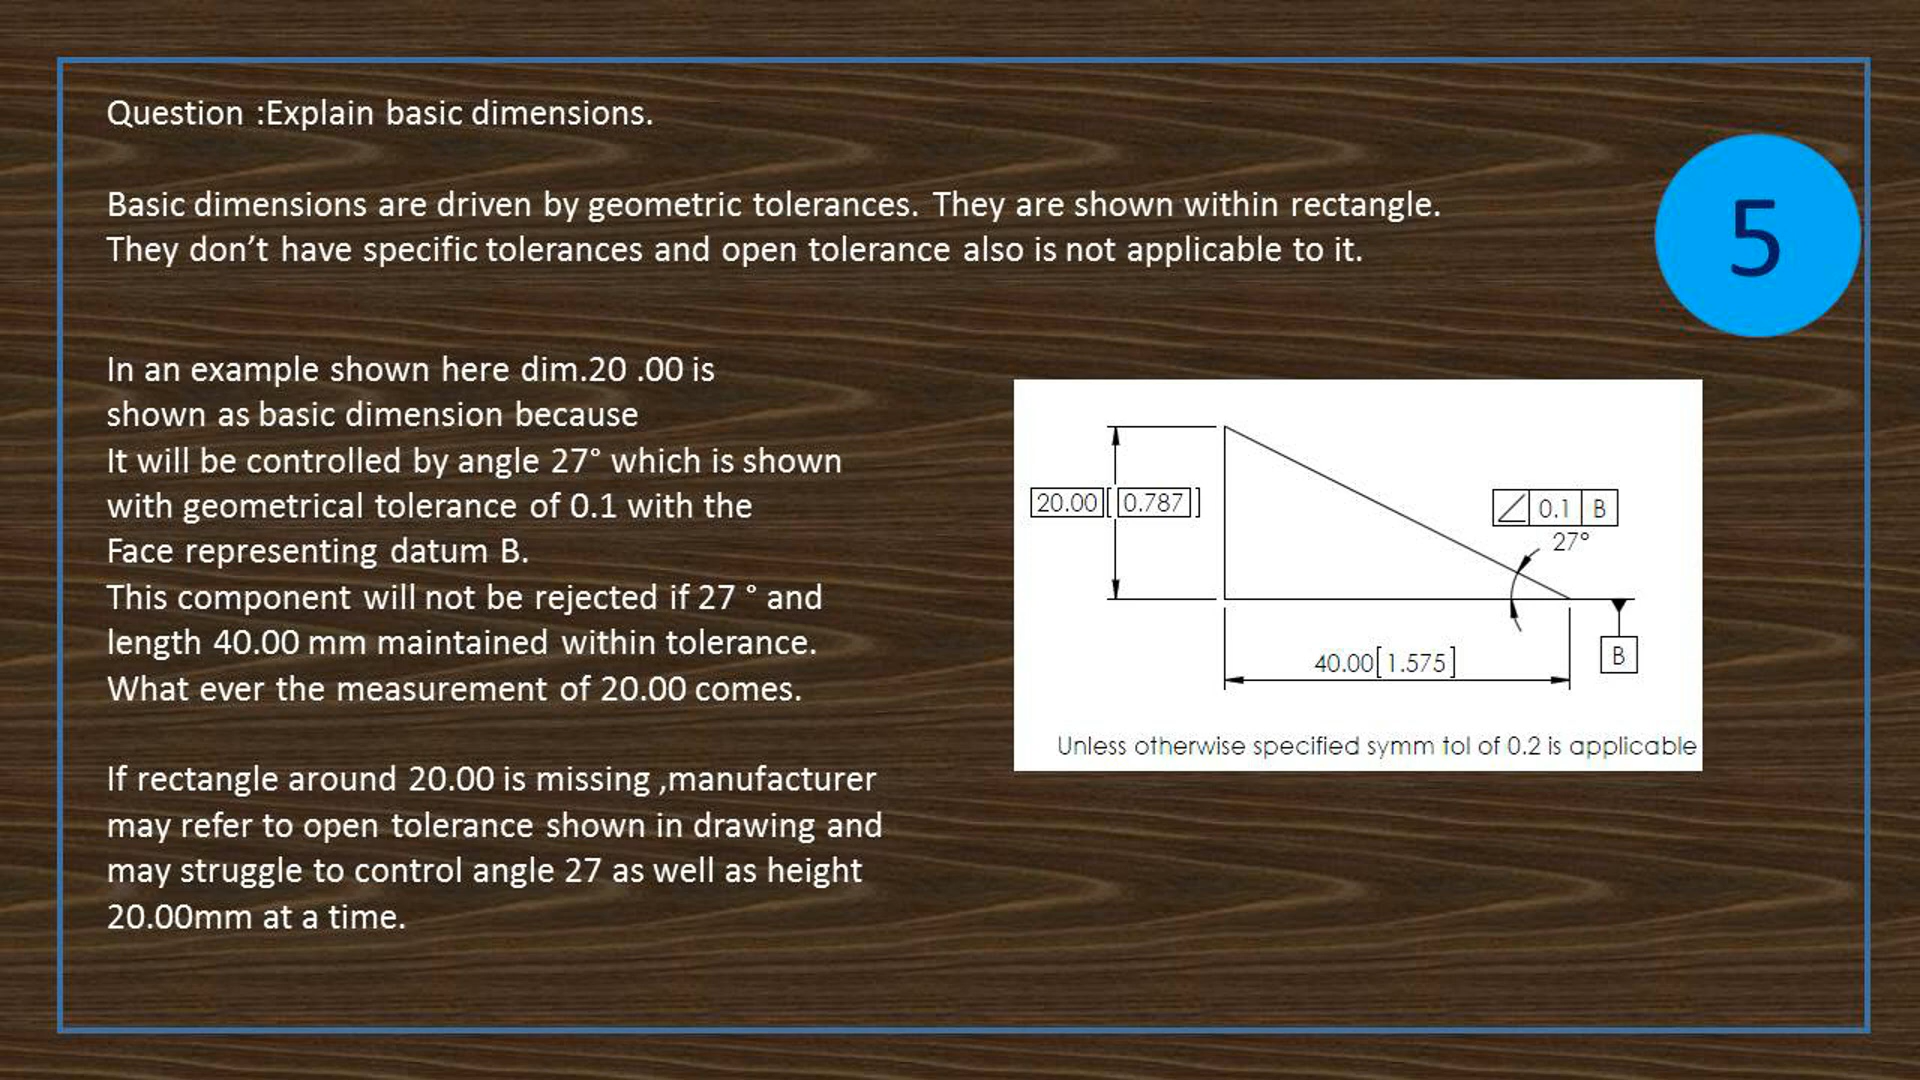 Question :Explain basic dimensions.
Basic dimensions are driven by geometric tolerances. They are shown within rectangle.
They don’t have specific tolerances and open tolerance also is not applicable to it.
5
In an example shown here dim.20 .00 is
shown as basic dimension because
It will be controlled by angle 27° which is shown
with geometrical tolerance of 0.1 with the
Face representing datum B.
This component will not be rejected if 27 ° and
length 40.00 mm maintained within tolerance.
What ever the measurement of 20.00 comes.
If rectangle around 20.00 is missing ,manufacturer
may refer to open tolerance shown in drawing and
may struggle to control angle 27 as well as height
20.00mm at a time.
20.00[0.787]
∠ 0.1 B
27°
B
40.00[1.575]
Unless otherwise specified symm tol of 0.2 is applicable